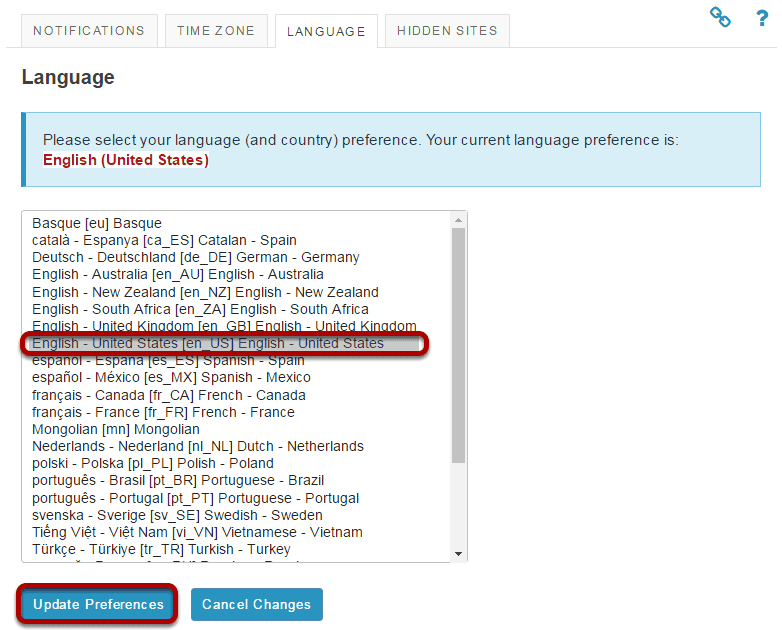 NOTIFICATIONS
TIME ZONE
LANGUAGE
HIDDEN SITES
?
Language
Please select your language (and country) preference. Your current language preference is:
English (United States)
Basque [eu] Basque
català - Espanya [ca_ES] Catalan - Spain
Deutsch - Deutschland [de_DE] German - Germany
English - Australia [en_AU] English - Australia
English - New Zealand [en_NZ] English - New Zealand
English - South Africa [en_ZA] English - South Africa
English - United Kingdom [en_GB] English - United Kingdom
English - United States [en_US] English - United States
español - España [es_ES] Spanish - Spain
español - México [es_MX] Spanish - Mexico
français - Canada [fr_CA] French - Canada
français - France [fr_FR] French - France
Mongolian [mn] Mongolian
Nederlands - Nederland [nl_NL] Dutch - Netherlands
polski - Polska [pl_PL] Polish - Poland
português - Brasil [pt_BR] Portuguese - Brazil
português - Portugal [pt_PT] Portuguese - Portugal
svenska - Sverige [sv_SE] Swedish - Sweden
Tiếng Việt - Việt Nam [vi_VN] Vietnamese - Vietnam
Türkçe - Türkiye [tr_TR] Turkish - Turkey
Update Preferences
Cancel Changes